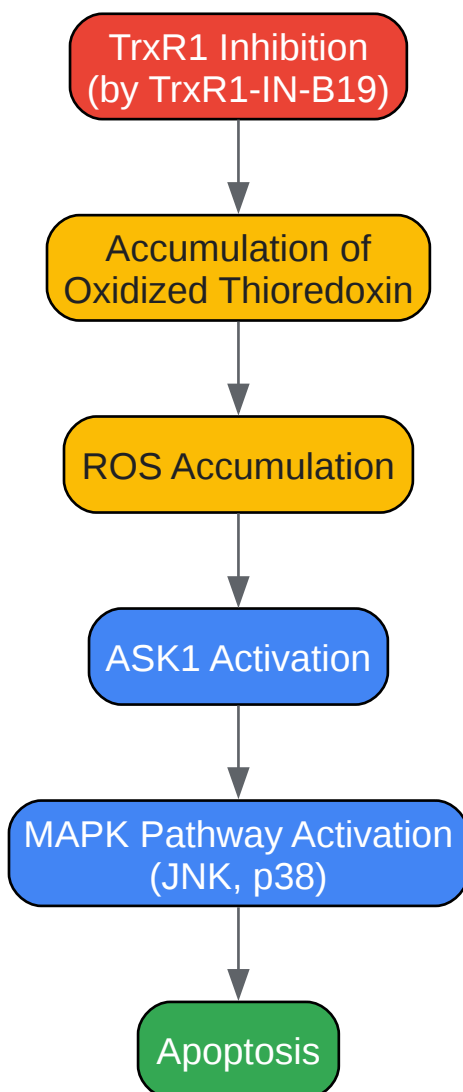 TrxR1 Inhibition
(by TrxR1-IN-B19)
Accumulation of
Oxidized Thioredoxin
ROS Accumulation
ASK1 Activation
MAPK Pathway Activation
(JNK, p38)
Apoptosis